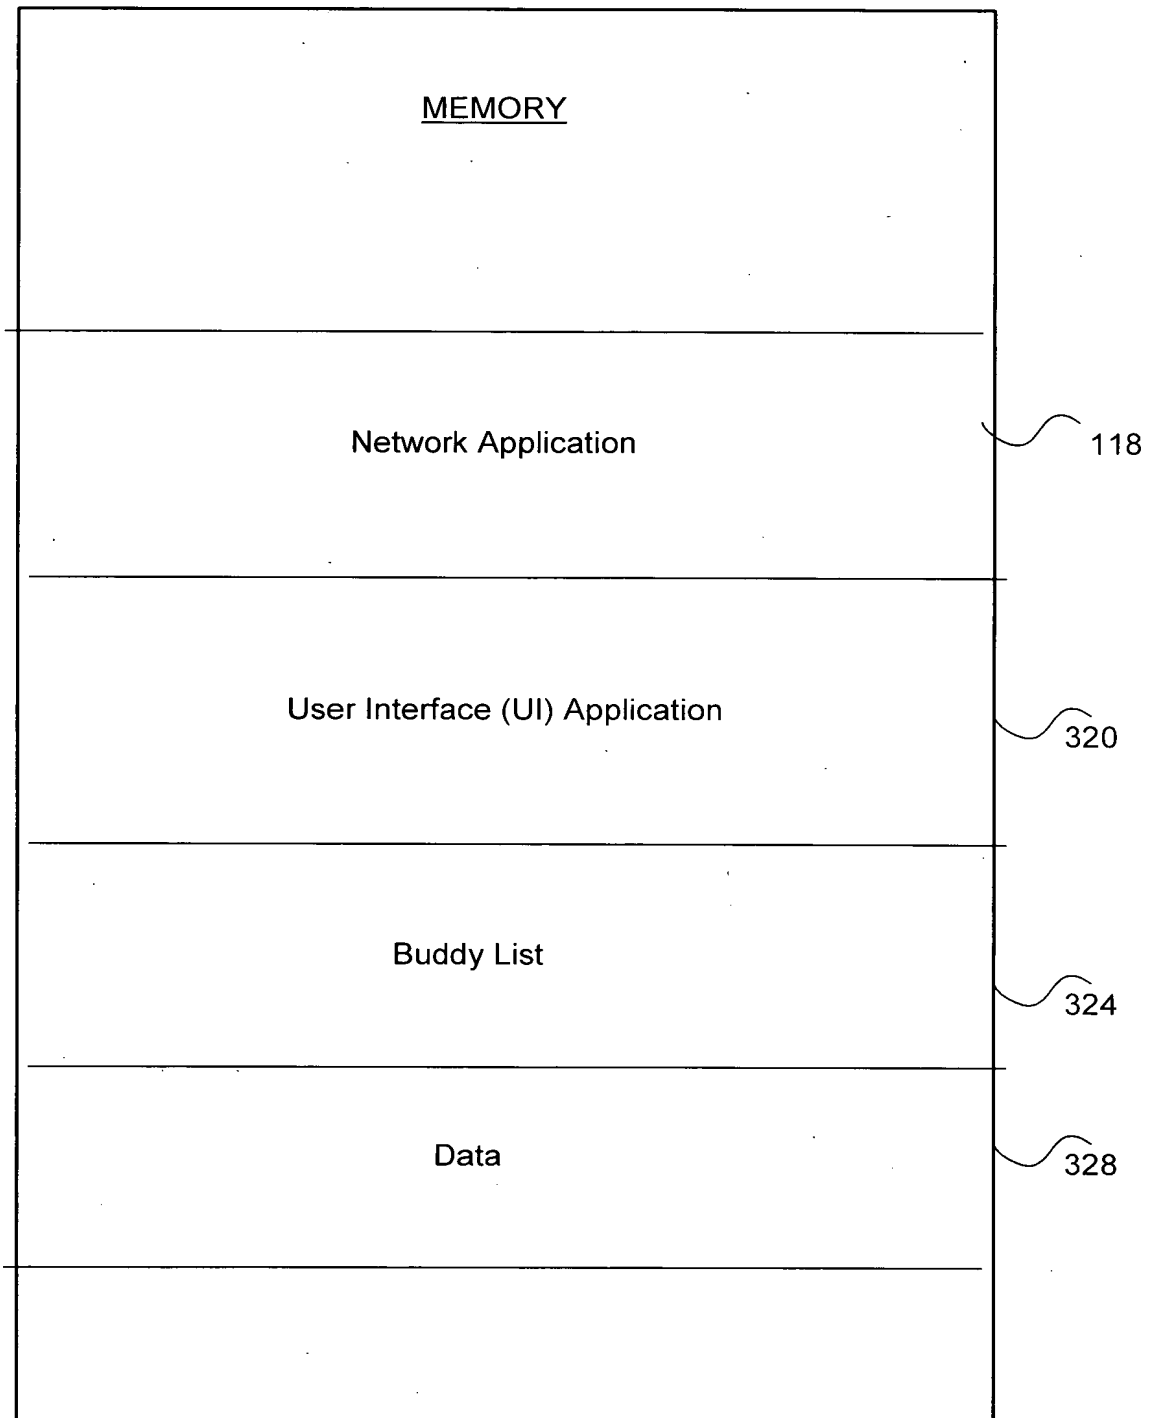 MEMORY
Network Application
118
User Interface (UI) Application
320
Buddy List
324
Data
328